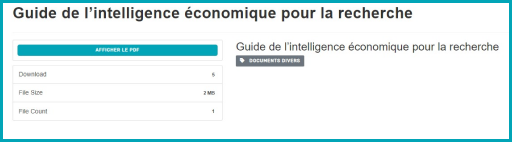 Guide de l'intelligence économique pour la recherche
AFFICHER LE PDF
Download 5
File Size 2 MB
File Count 1
Guide de l'intelligence économique pour la recherche
DOCUMENTS DIVERS